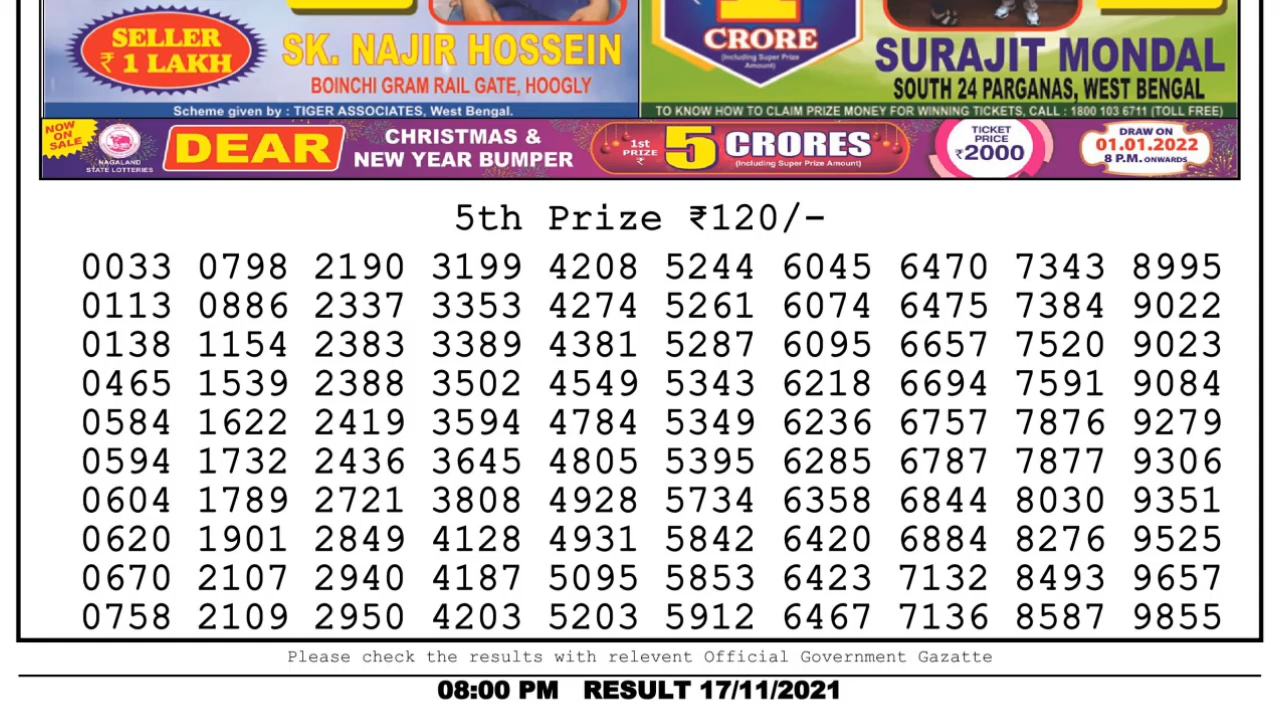 SELLER
₹ 1 LAKH
SK. NAJIR HOSSEIN
BOINCHI GRAM RAIL GATE, HOOGLY
Scheme given by : TIGER ASSOCIATES, West Bengal.
1
CRORE
(Including Super Prize
Amount)
SURAJIT MONDAL
SOUTH 24 PARGANAS, WEST BENGAL
TO KNOW HOW TO CLAIM PRIZE MONEY FOR WINNING TICKETS, CALL : 1800 103 6711 (TOLL FREE)
NOW
ON
SALE
NAGALAND
STATE LOTTERIES
DEAR
CHRISTMAS &
NEW YEAR BUMPER
1st
PRIZE
₹
5 CRORES
(Including Super Prize Amount)
TICKET
PRICE
₹2000
DRAW ON
01.01.2022
8 P.M. ONWARDS
5th Prize ₹120/-
0033 0798 2190 3199 4208 5244 6045 6470 7343 8995
0113 0886 2337 3353 4274 5261 6074 6475 7384 9022
0138 1154 2383 3389 4381 5287 6095 6657 7520 9023
0465 1539 2388 3502 4549 5343 6218 6694 7591 9084
0584 1622 2419 3594 4784 5349 6236 6757 7876 9279
0594 1732 2436 3645 4805 5395 6285 6787 7877 9306
0604 1789 2721 3808 4928 5734 6358 6844 8030 9351
0620 1901 2849 4128 4931 5842 6420 6884 8276 9525
0670 2107 2940 4187 5095 5853 6423 7132 8493 9657
0758 2109 2950 4203 5203 5912 6467 7136 8587 9855
Please check the results with relevent Official Government Gazatte
08:00 PM RESULT 17/11/2021